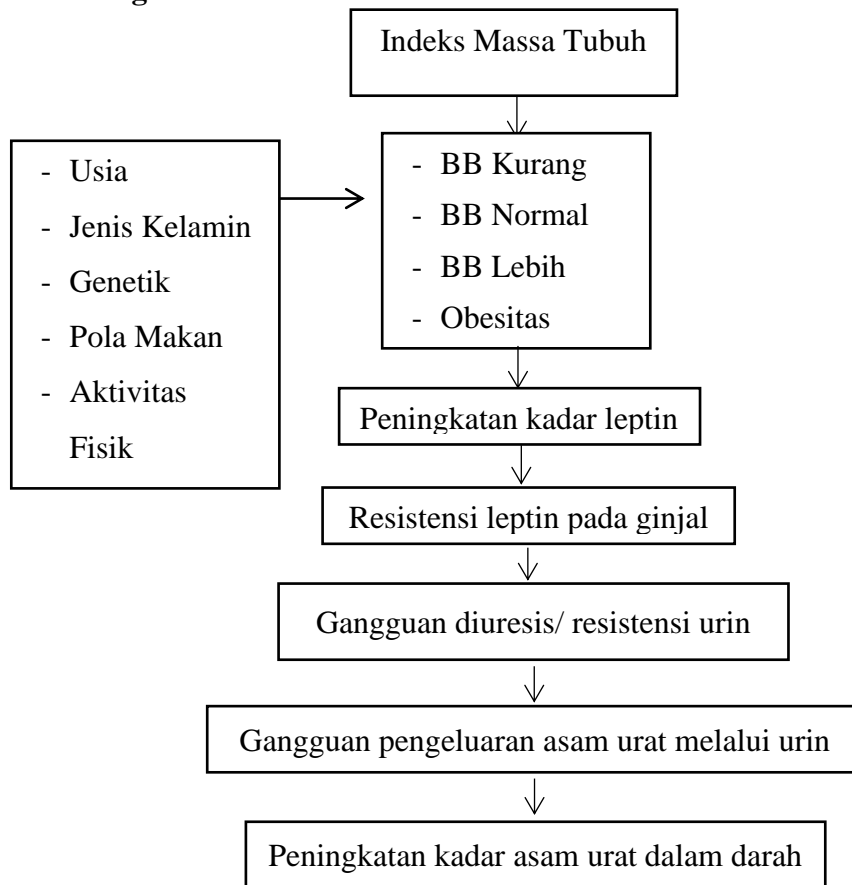 Indeks Massa Tubuh
- Usia
- Jenis Kelamin
- Genetik
- Pola Makan
- Aktivitas
Fisik
- BB Kurang
- BB Normal
- BB Lebih
- Obesitas
Peningkatan kadar leptin
Resistensi leptin pada ginjal
Gangguan diuresis/ resistensi urin
Gangguan pengeluaran asam urat melalui urin
Peningkatan kadar asam urat dalam darah